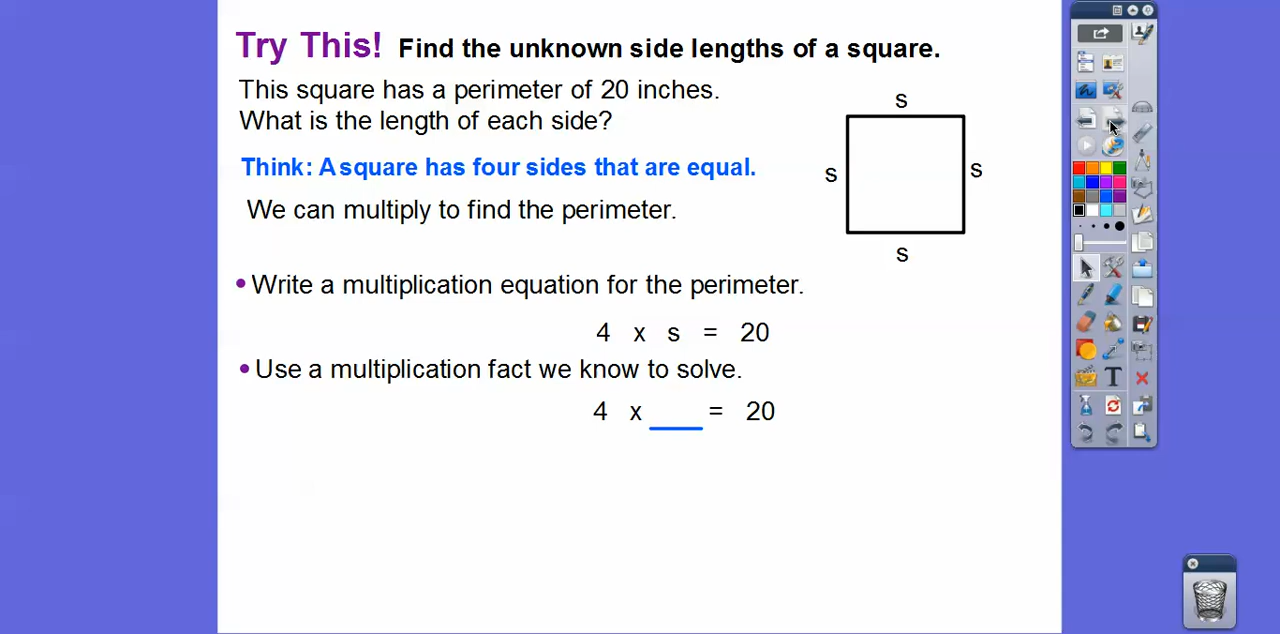 Try This! Find the unknown side lengths of a square.
This square has a perimeter of 20 inches.
What is the length of each side?
Think: A square has four sides that are equal.
We can multiply to find the perimeter.
s
s
s
s
• Write a multiplication equation for the perimeter.
4 x s = 20
• Use a multiplication fact we know to solve.
4 x ___ = 20
T